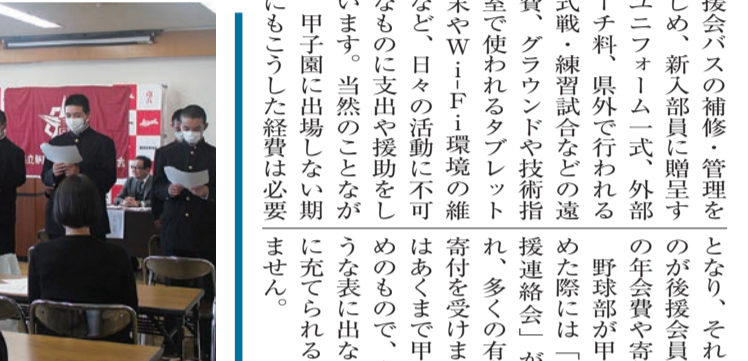 援会バスの補修・管理を
じめ、新入部員に贈呈す
ユニフォーム一式、外部
ーチ料、県外で行われる
式戦・練習試合などの遠
費、グラウンドや技術指
室で使われるタブレット
末やWi-Fi環境の維
など、日々の活動に不可
なものに支出や援助をし
います。当然のことなが
甲子園に出場しない期
にもこうした経費は必要
となり、それ
のが後援会員
の年会費や寄
野球部が甲
めた際には「
援連絡会」が
れ、多くの有
寄付を受けま
はあくまで甲
めのもので、
うな表に出な
に充てられる
ません。